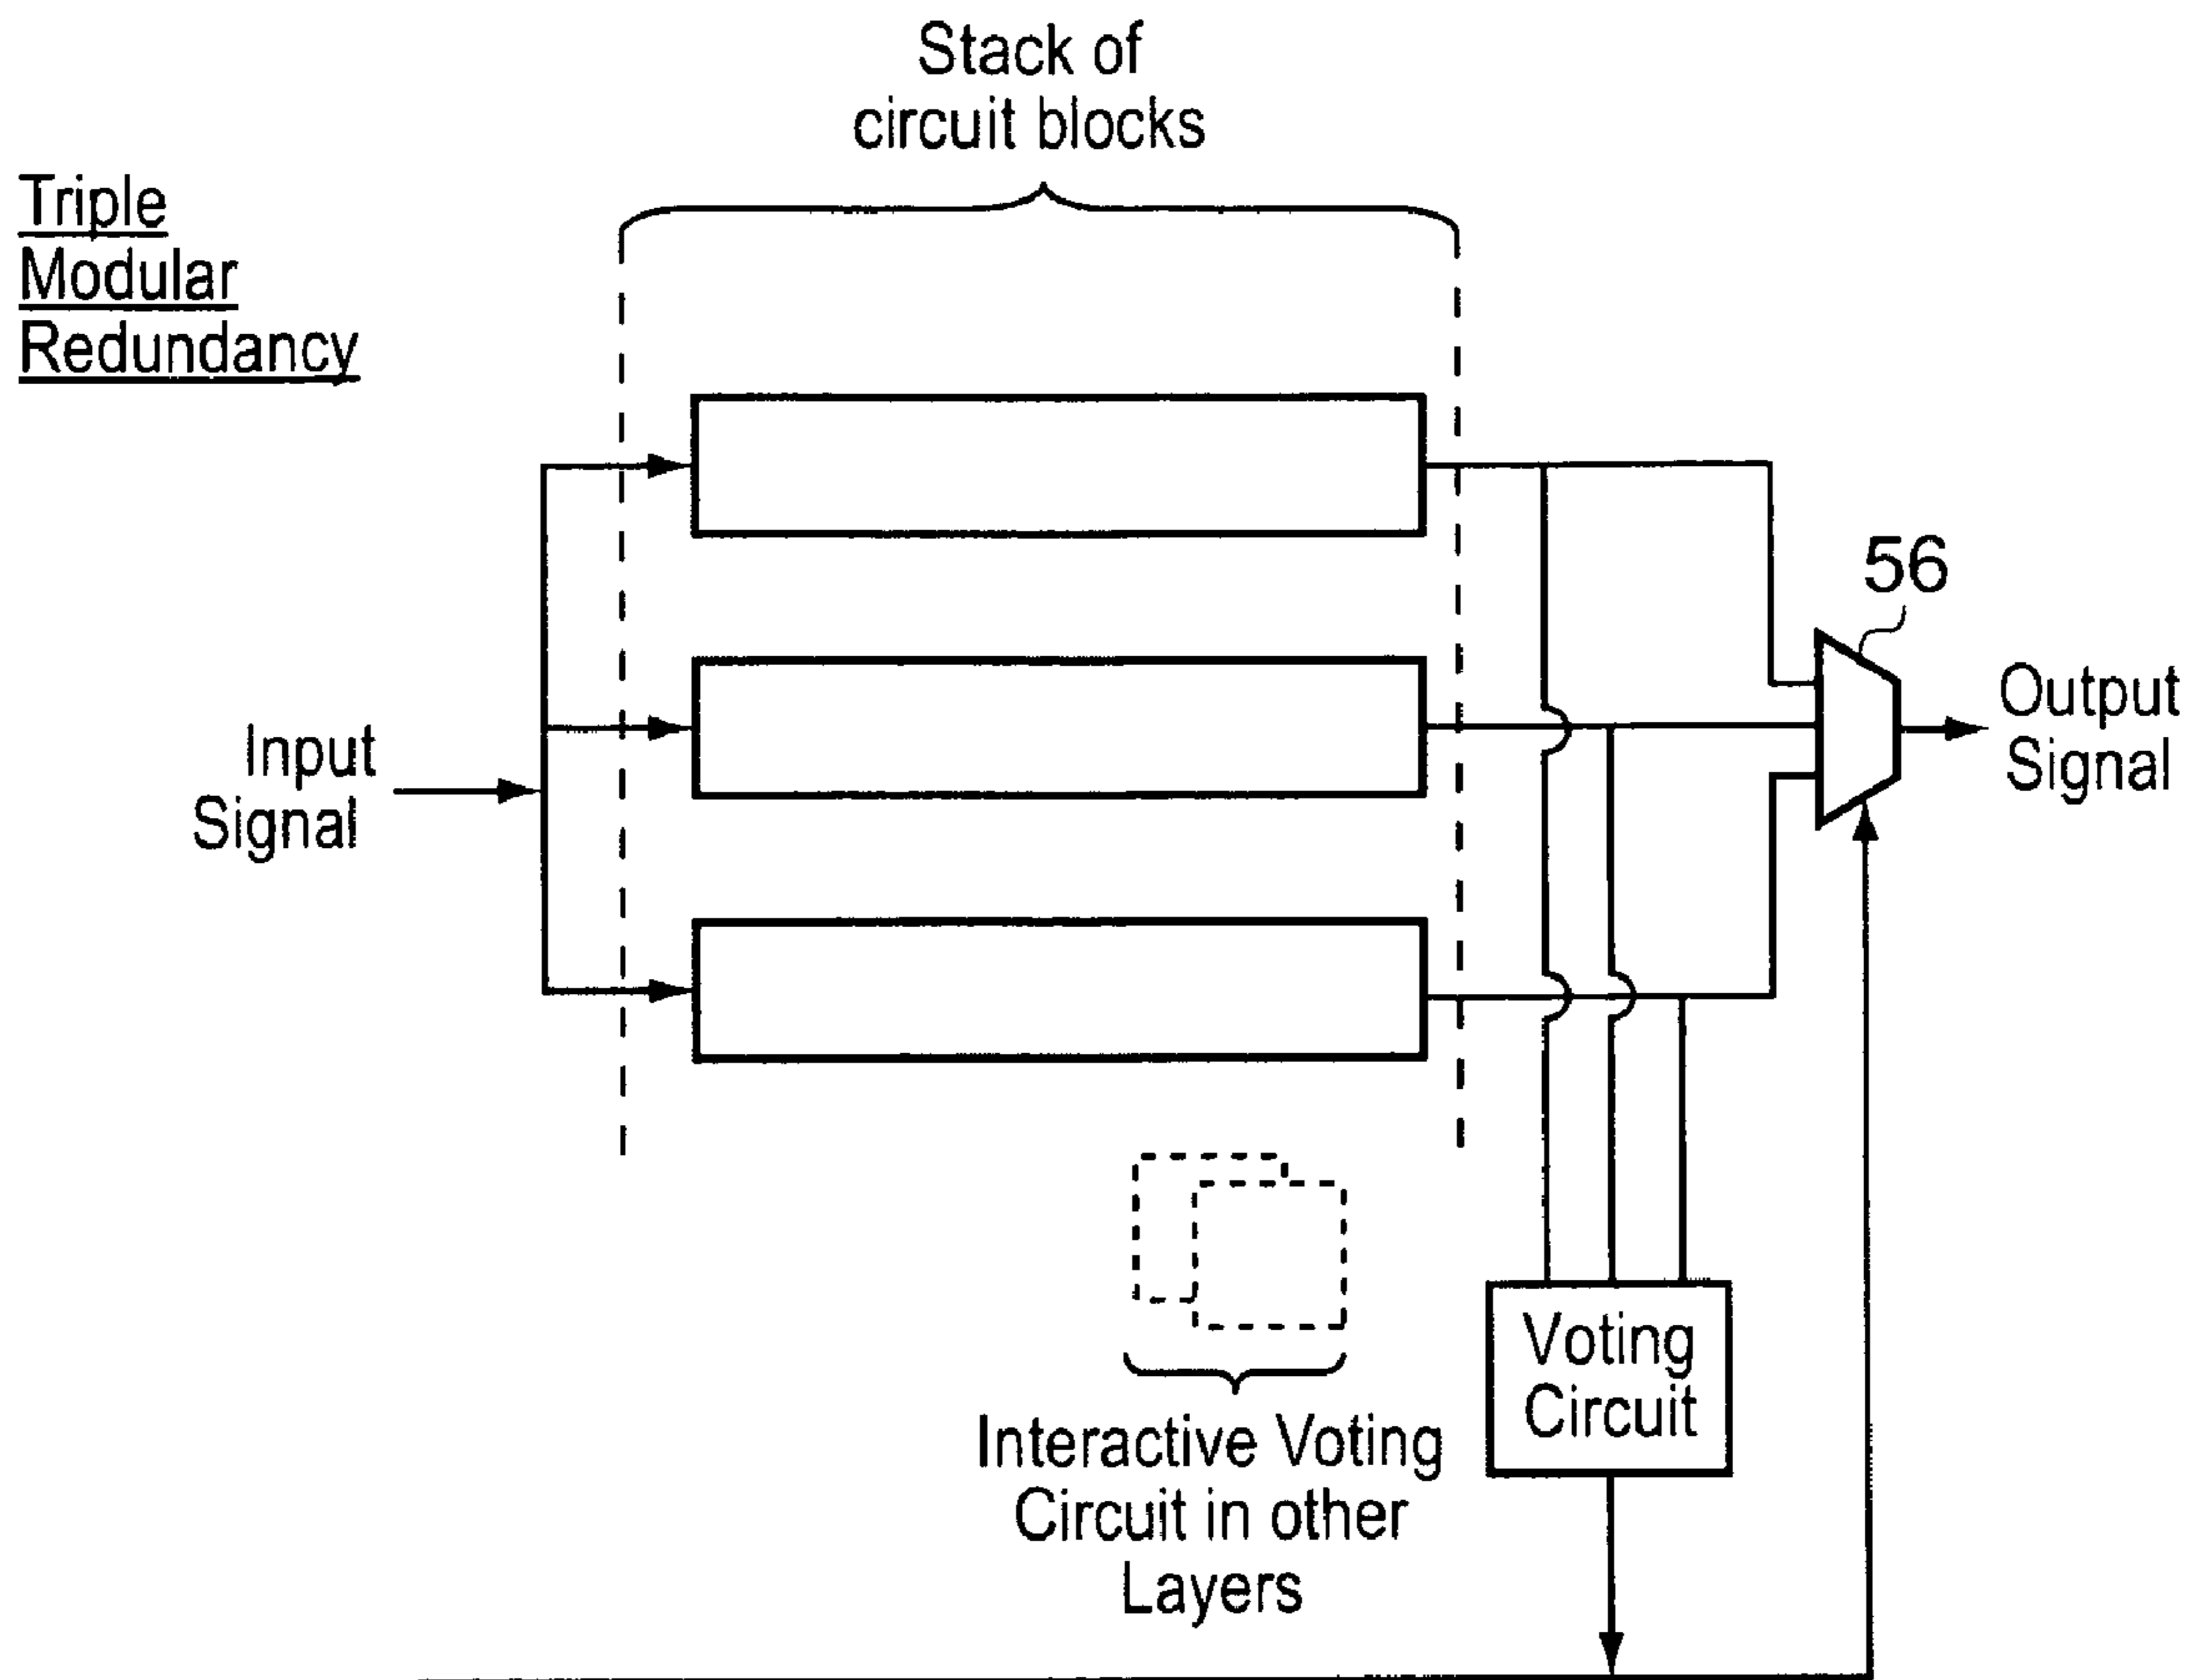 Stack of
circuit blocks
Triple
Modular
Redundancy
56
Input
Signal
Output
Signal
Voting
Circuit
Interactive Voting
Circuit in other
Layers